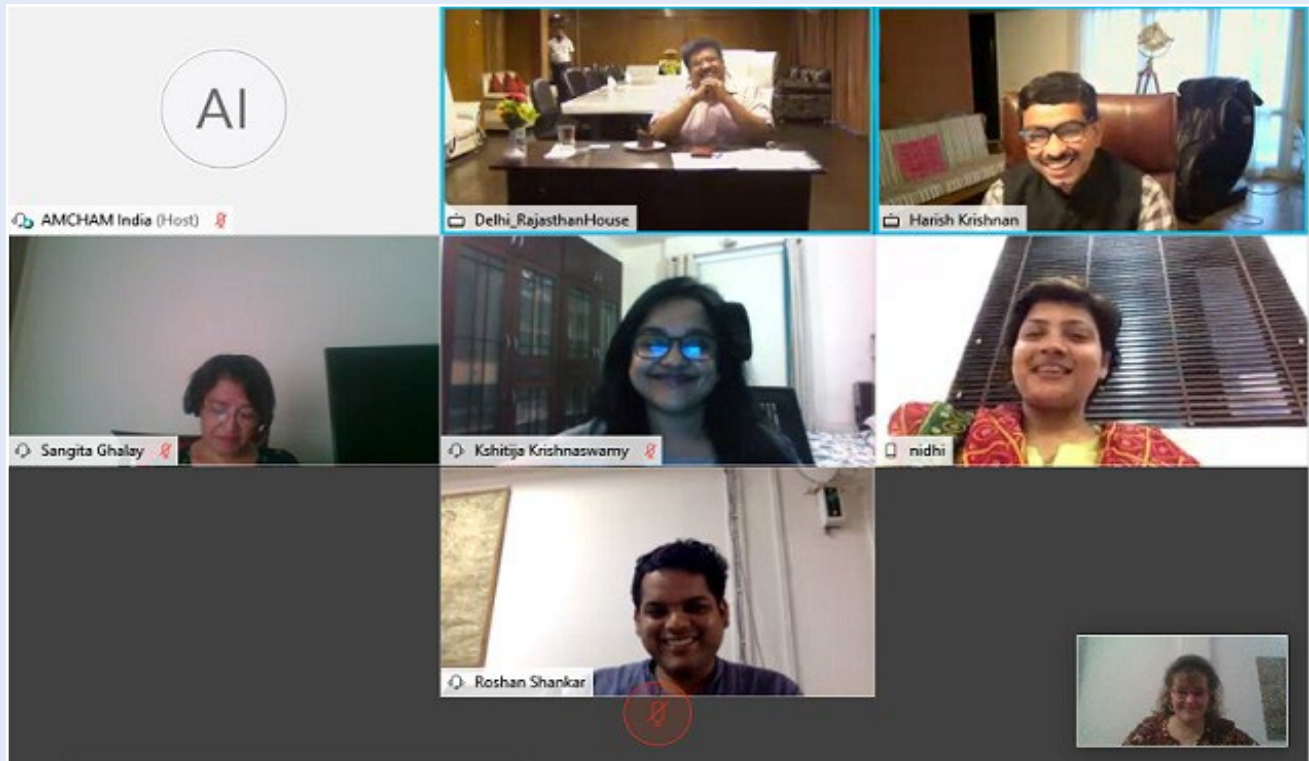 AI
AMCHAM India (Host)
Delhi_RajasthanHouse
Harish Krishnan
Sangita Ghalay
Kshitija Krishnaswamy
nidhi
Roshan Shankar